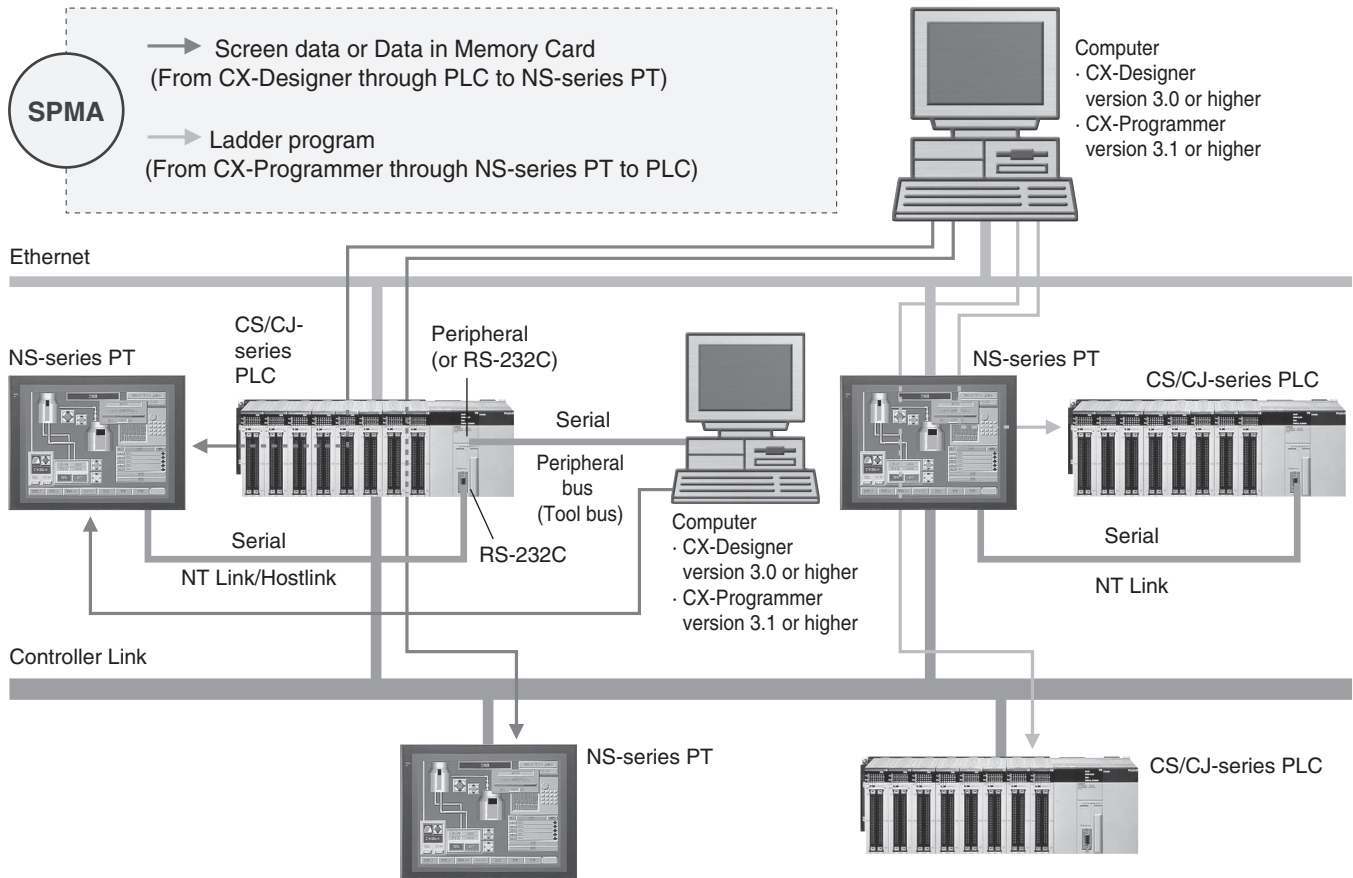 SPMA
Screen data or Data in Memory Card
(From CX-Designer through PLC to NS-series PT)
Ladder program
(From CX-Programmer through NS-series PT to PLC)
Computer
· CX-Designer
version 3.0 or higher
· CX-Programmer
version 3.1 or higher
Ethernet
NS-series PT
CS/CJ-
series
PLC
Peripheral
(or RS-232C)
Serial
Peripheral
bus
(Tool bus)
RS-232C
Serial
NT Link/Hostlink
Computer
· CX-Designer
version 3.0 or higher
· CX-Programmer
version 3.1 or higher
NS-series PT
CS/CJ-series PLC
Serial
NT Link
Controller Link
NS-series PT
CS/CJ-series PLC